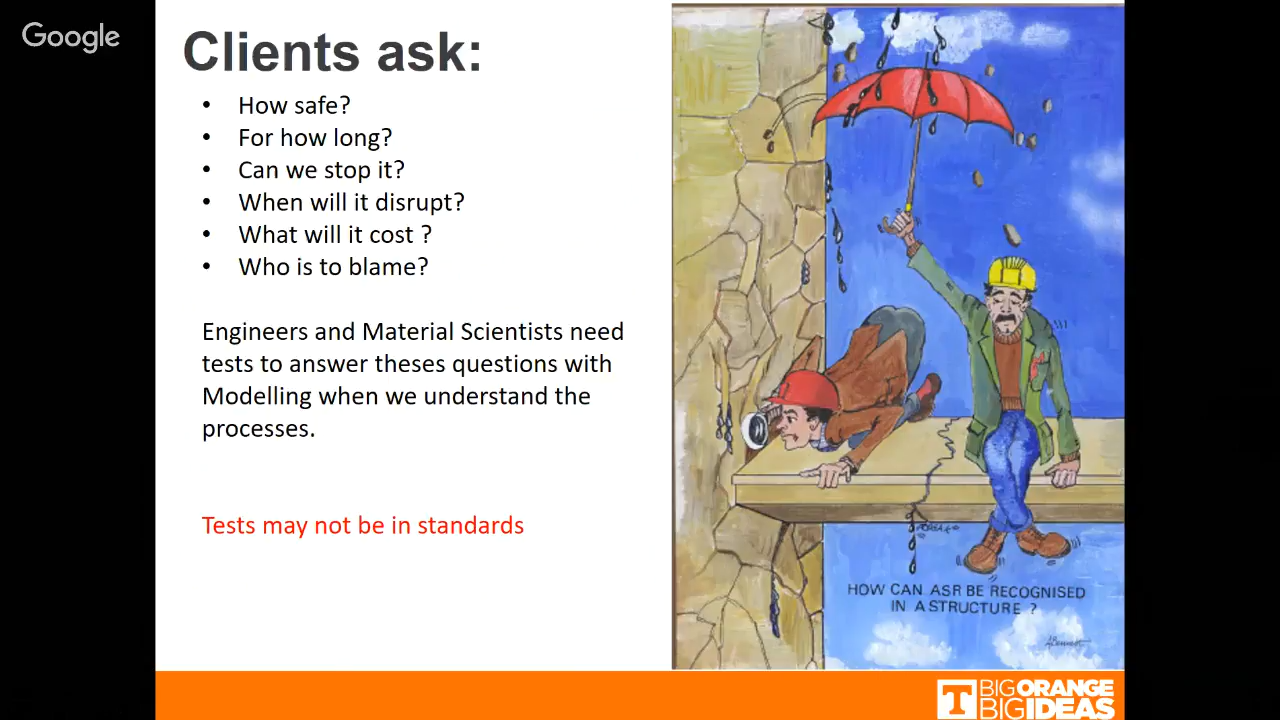 Google
Clients ask:
• How safe?
• For how long?
• Can we stop it?
• When will it disrupt?
• What will it cost ?
• Who is to blame?
Engineers and Material Scientists need
tests to answer theses questions with
Modelling when we understand the
processes.
Tests may not be in standards
HOW CAN ASR BE RECOGNISED
IN A STRUCTURE ?
BIG ORANGE
BIG IDEAS